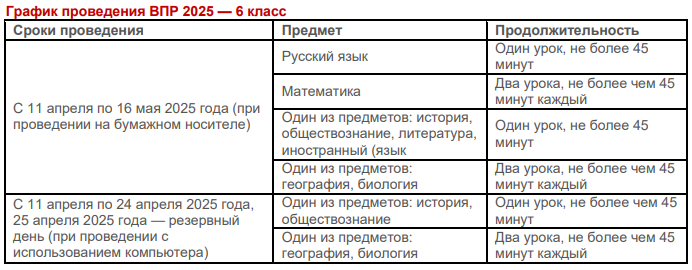 График проведения ВПР 2025 — 6 класс
Сроки проведения
Предмет
Продолжительность
С 11 апреля по 16 мая 2025 года (при
проведении на бумажном носителе)
Русский язык
Один урок, не более 45
минут
Математика
Два урока, не более чем 45
минут каждый
Один из предметов: история,
обществознание, литература,
иностранный (язык
Один урок, не более 45
минут
Один из предметов:
география, биология
Два урока, не более чем 45
минут каждый
С 11 апреля по 24 апреля 2025 года,
25 апреля 2025 года — резервный
день (при проведении с
использованием компьютера)
Один из предметов: история,
обществознание
Один урок, не более 45
минут
Один из предметов:
география, биология
Два урока, не более чем 45
минут каждый